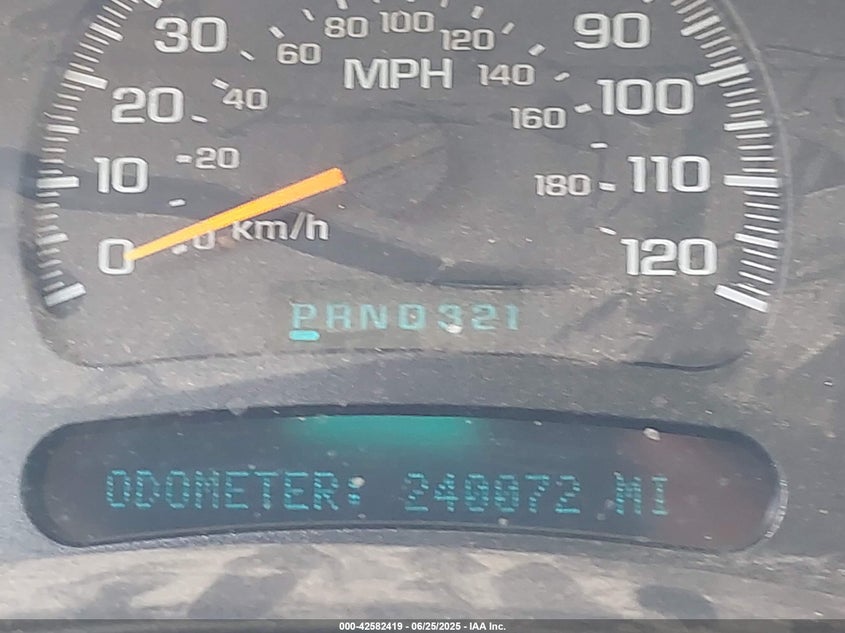 80 100 120
30 60 140 90
MPH
20 40 160 100
10 20 180 110
0 0 km/h 120
PRND321
ODOMETER: 240072 MI
000-42582419 - 06/25/2025 - IAA Inc.